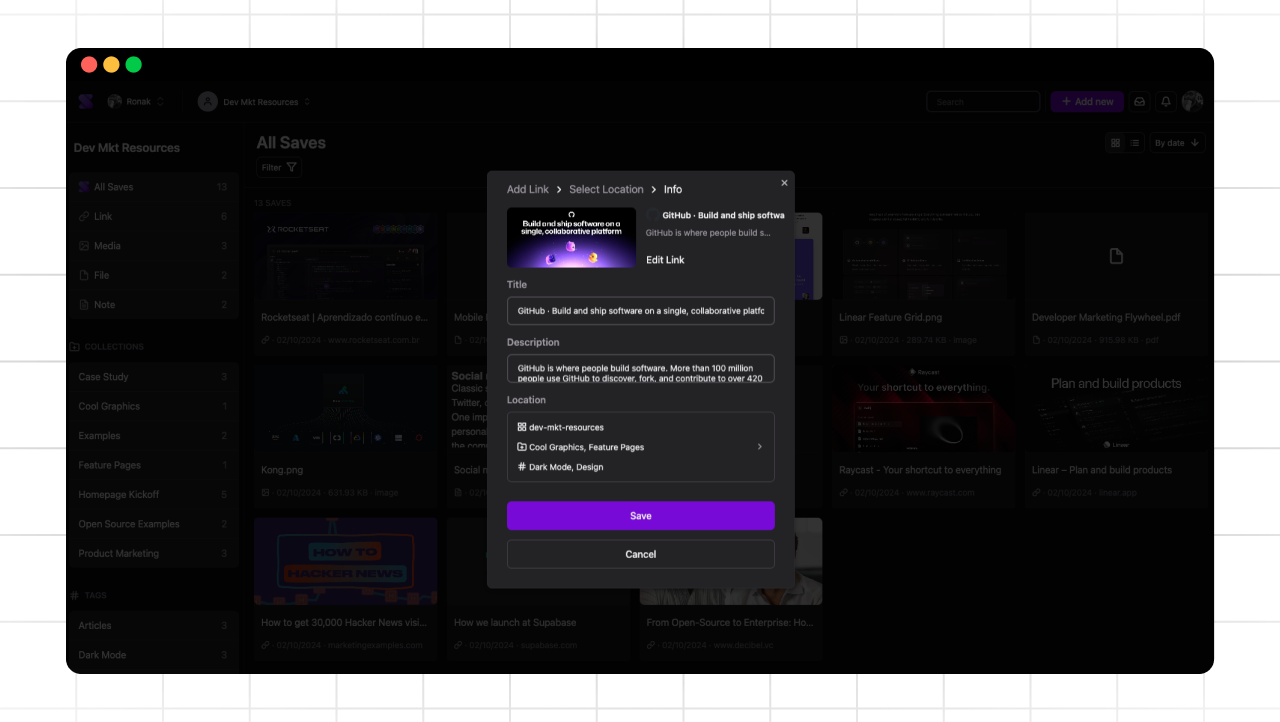 Ronak
Dev Mkt Resources
Search
+ Add new
Dev Mkt Resources
All Saves 13
Link 6
Media 3
File 2
Note 2
COLLECTIONS
Case Study 3
Cool Graphics 1
Examples 2
Feature Pages 1
Homepage Kickoff 5
Open Source Examples 2
Product Marketing 3
# TAGS
Articles 3
Dark Mode 3
All Saves
By date
Filter
13 SAVES
ROCKETSEAT
Rocketseat | Aprendizado contínuo e...
02/10/2024 · www.rocketseat.com.br
Mobile
Linear Feature Grid.png
02/10/2024 · 289.74 KB · image
Developer Marketing Flywheel.pdf
02/10/2024 · 916.98 KB · pdf
Kong.png
02/10/2024 · 631.93 KB · image
Social
Classic
Twitter,
One imp
personal
the com
Social
Raycast
Your shortcut to everything.
Raycast - Your shortcut to everything
02/10/2024 · www.raycast.com
Plan and build products
Linear
Linear – Plan and build products
02/10/2024 · linear.app
HOW TO
HACKER NEWS
How to get 30,000 Hacker News visi...
02/10/2024 · marketingexamples.com
How we launch at Supabase
02/10/2024 · supabase.com
From Open-Source to Enterprise: Ho...
02/10/2024 · www.decibel.vc
Add Link > Select Location > Info
Build and ship software on a
single, collaborative platform
GitHub · Build and ship softwa
GitHub is where people build s...
Edit Link
Title
GitHub · Build and ship software on a single, collaborative platfc
Description
GitHub is where people build software. More than 100 million
people use GitHub to discover, fork, and contribute to over 420
Location
dev-mkt-resources
Cool Graphics, Feature Pages
# Dark Mode, Design
Save
Cancel